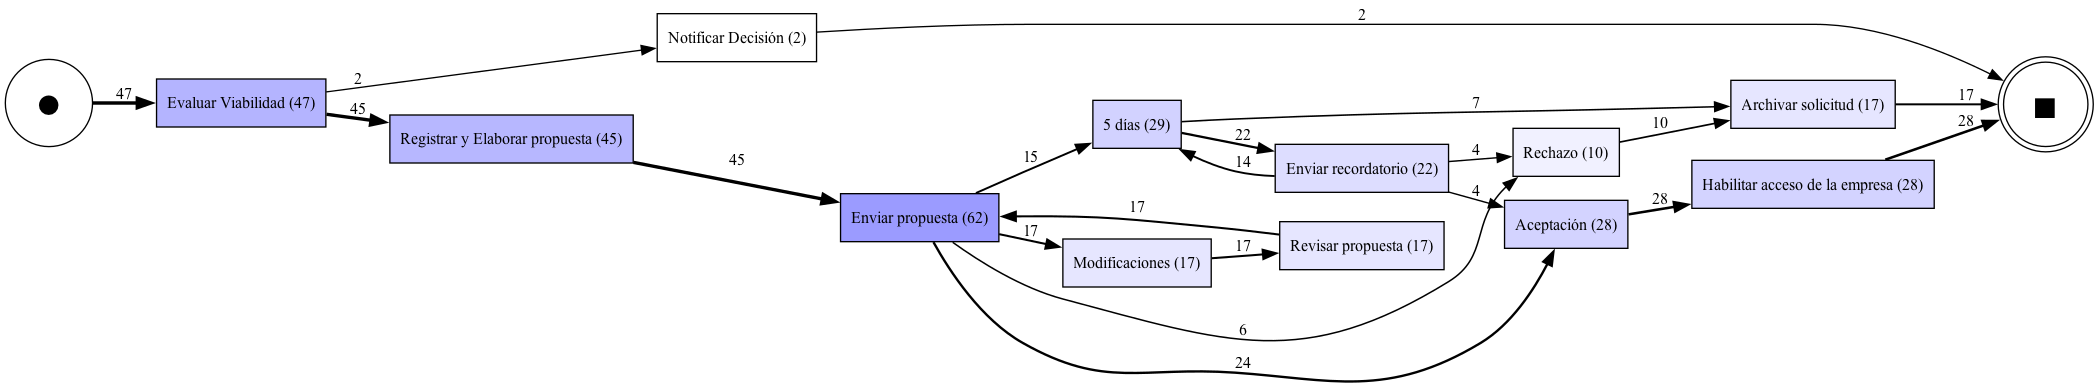 47
Evaluar Viabilidad (47)
2
45
Notificar Decisión (2)
2
Registrar y Elaborar propuesta (45)
45
Enviar propuesta (62)
15
17
17
6
24
5 días (29)
7
22
14
Enviar recordatorio (22)
4
4
Modificaciones (17)
17
Revisar propuesta (17)
Rechazo (10)
10
Aceptación (28)
28
Archivar solicitud (17)
17
Habilitar acceso de la empresa (28)
28